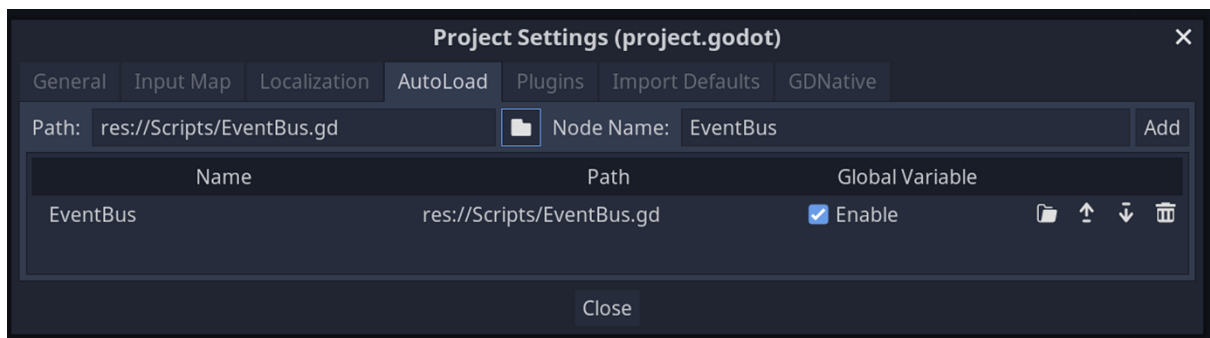 Project Settings (project.godot)
General Input Map Localization AutoLoad Plugins Import Defaults GDNative
Path: res://Scripts/EventBus.gd Node Name: EventBus Add
Name Path Global Variable
EventBus res://Scripts/EventBus.gd Enable
Close